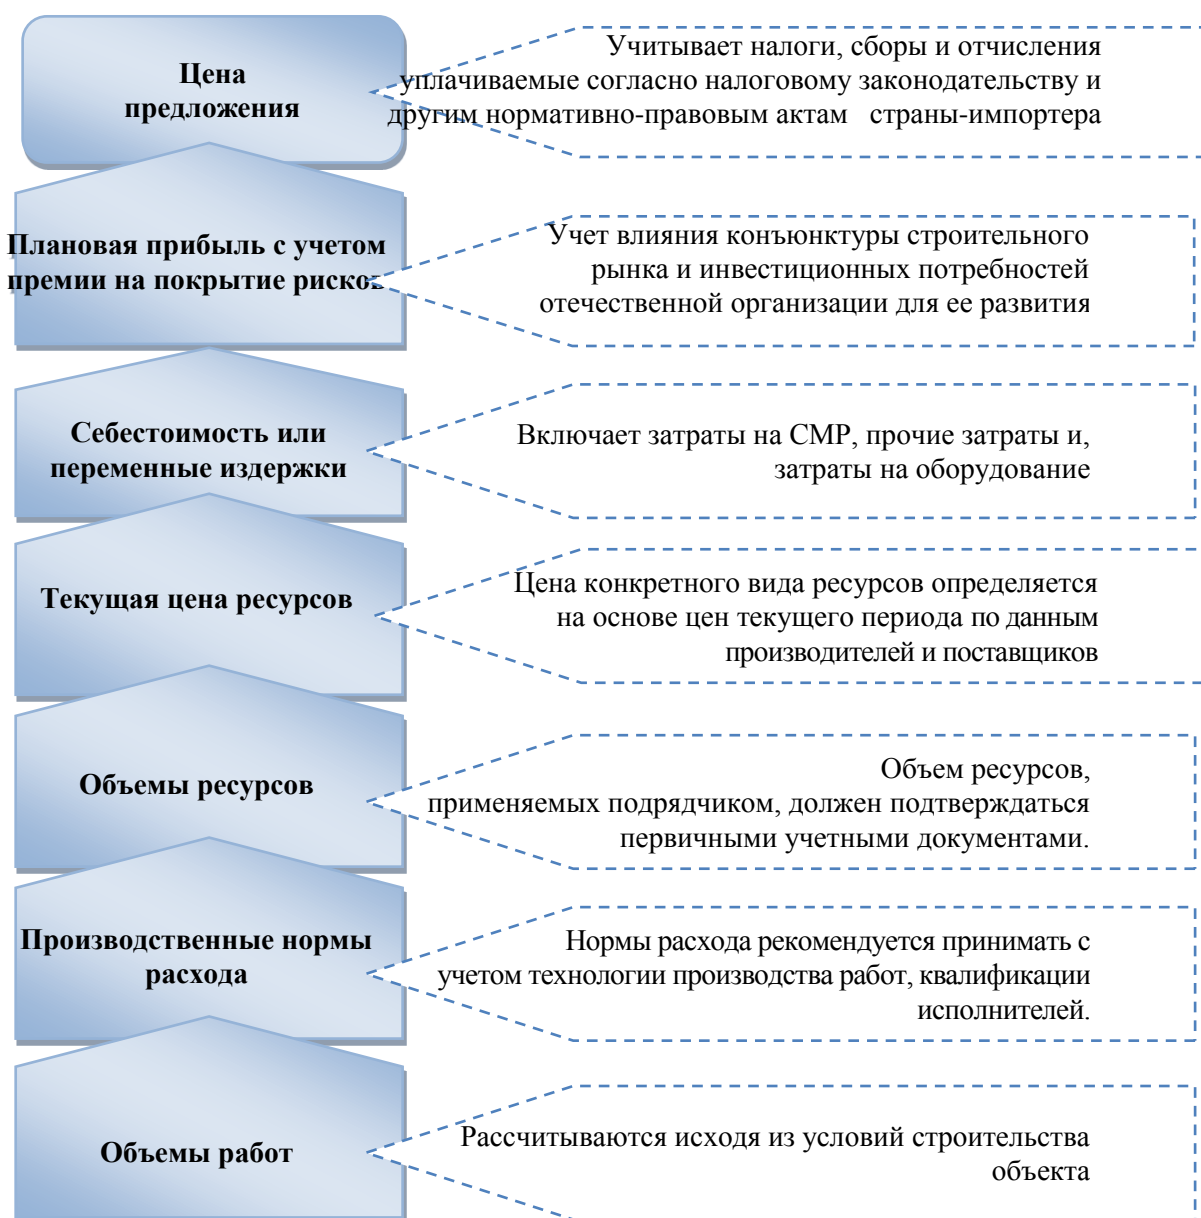 Цена
предложения
Учитывает налоги, сборы и отчисления
уплачиваемые согласно налоговому законодательству и
другим нормативно-правовым актам страны-импортера
Плановая прибыль с учетом
премии на покрытие рисков
Учет влияния конъюнктуры строительного
рынка и инвестиционных потребностей
отечественной организации для ее развития
Себестоимость или
переменные издержки
Включает затраты на СМР, прочие затраты и,
затраты на оборудование
Текущая цена ресурсов
Цена конкретного вида ресурсов определяется
на основе цен текущего периода по данным
производителей и поставщиков
Объемы ресурсов
Объем ресурсов,
применяемых подрядчиком, должен подтверждаться
первичными учетными документами.
Производственные нормы
расхода
Нормы расхода рекомендуется принимать с
учетом технологии производства работ, квалификации
исполнителей.
Объемы работ
Рассчитываются исходя из условий строительства
объекта